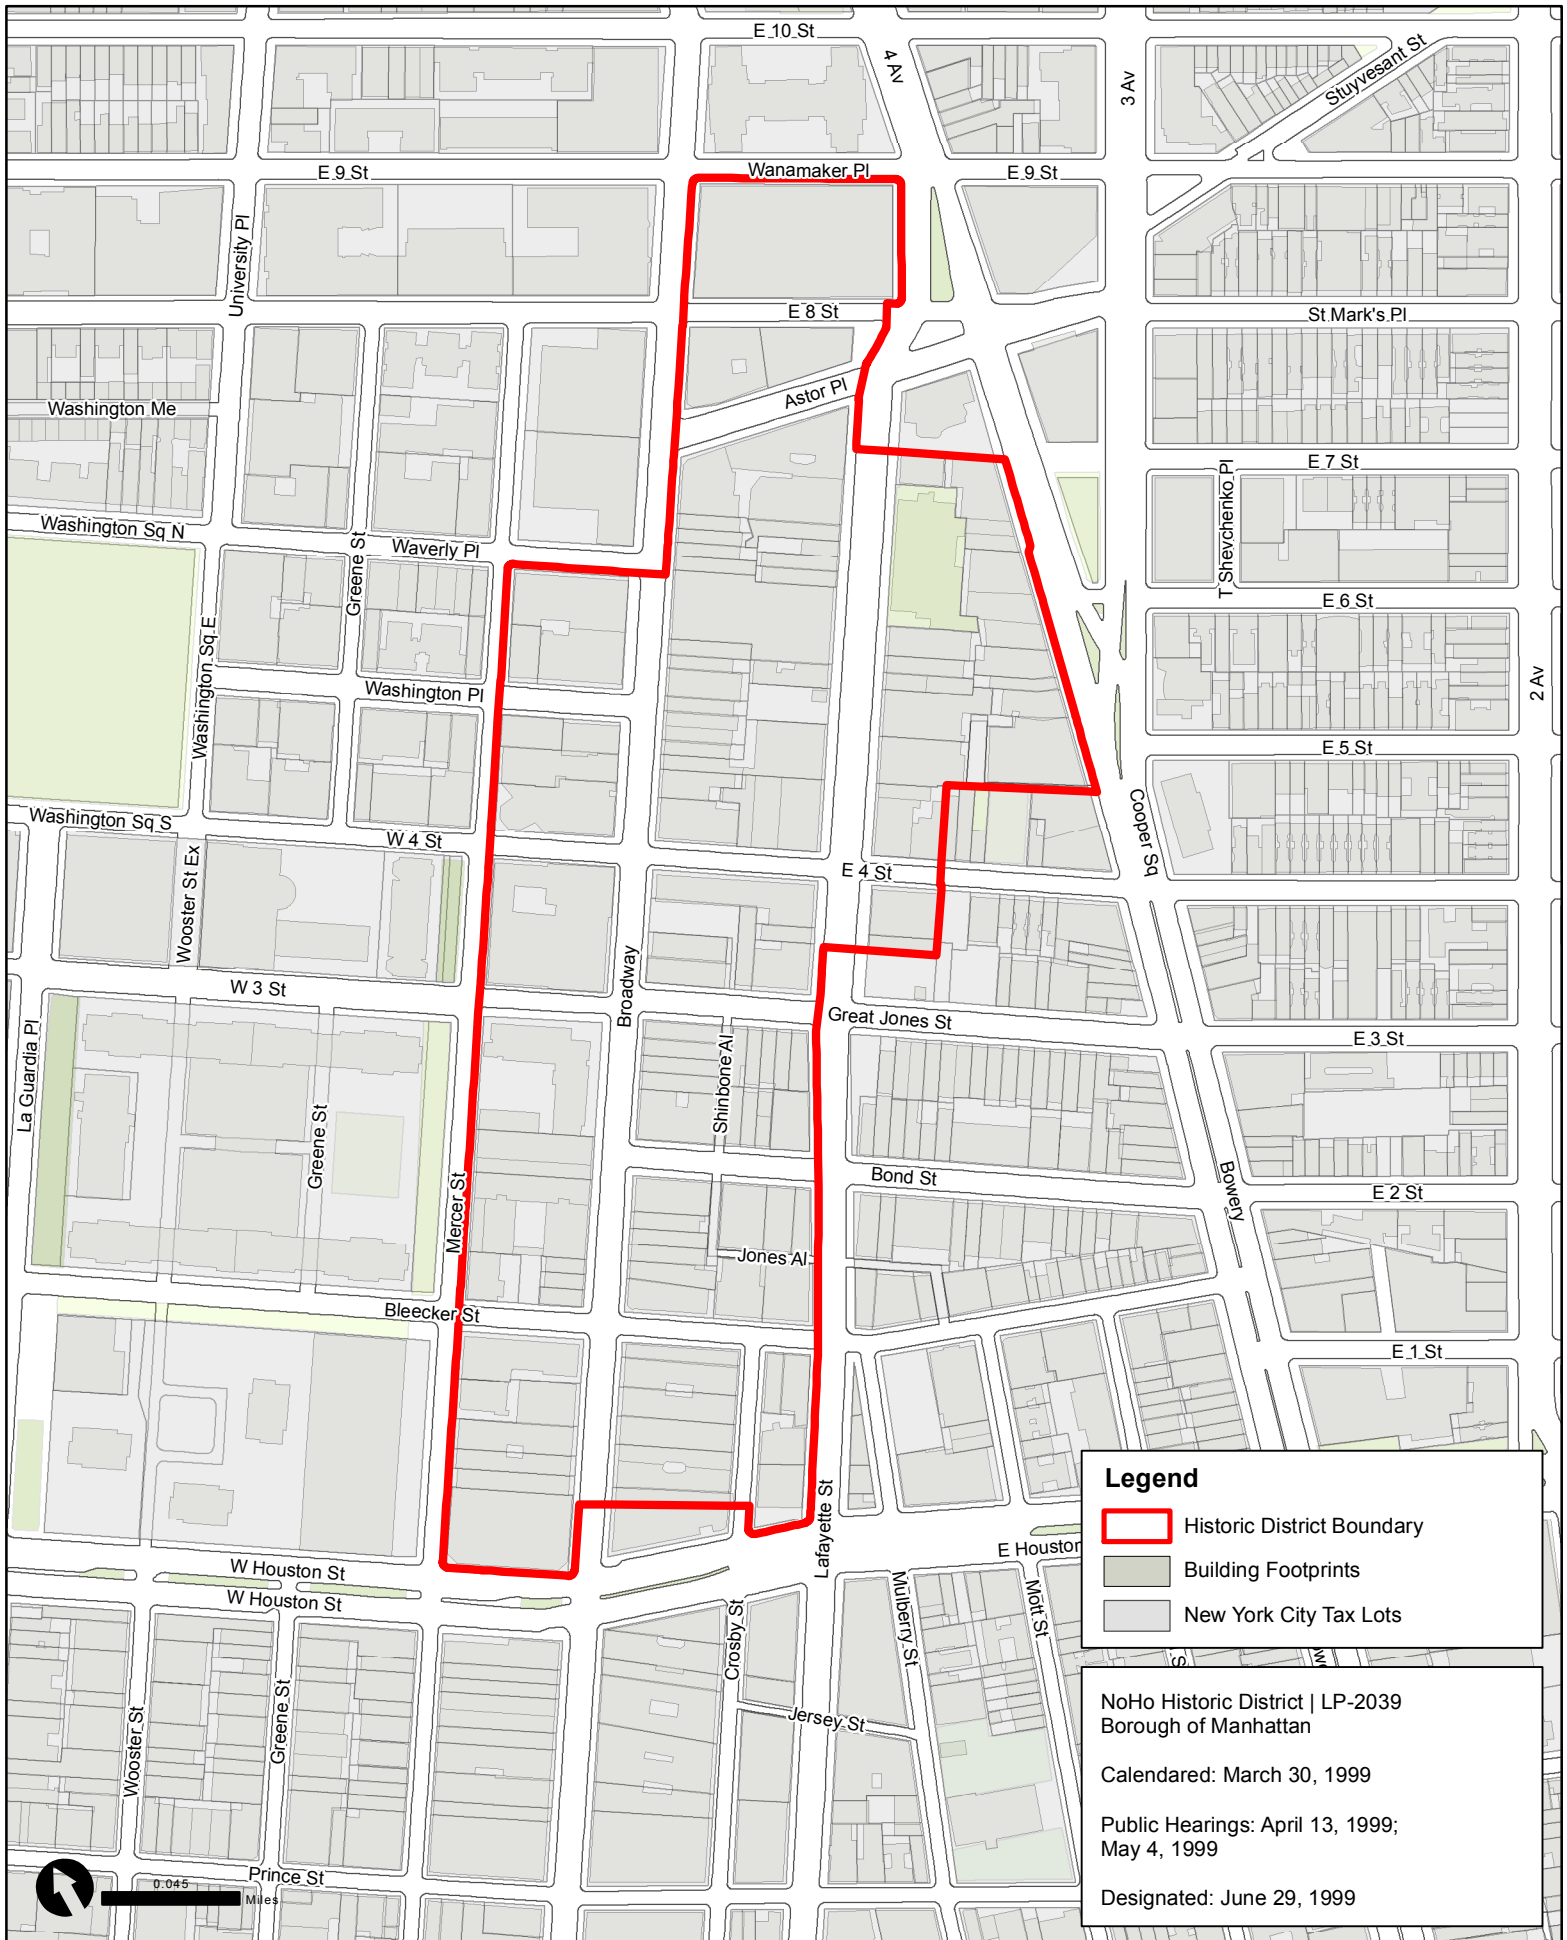 E 10 St
4 Av
3 Av
Stuyvesant St
E 9 St
Wanamaker Pl
E 9 St
University Pl
E 8 St
St Mark's Pl
Astor Pl
Washington Me
E 7 St
T Shevchenko Pl
Washington Sq N
Waverly Pl
Greene St
E 6 St
Washington Sq E
Washington Pl
2 Av
E 5 St
Cooper Sq
Washington Sq S
W 4 St
Wooster St Ex
E 4 St
Broadway
W 3 St
Great Jones St
La Guardia Pl
E 3 St
Shinbone Al
Greene St
Mercer St
Bond St
Bowery
E 2 St
Jones Al
Bleecker St
E 1 St
Lafayette St
W Houston St
E Houston
W Houston St
Mulberry St
Mott St
Crosby St
Wooster St
Greene St
Jersey St
Prince St
0.045
Miles
Legend
Historic District Boundary
Building Footprints
New York City Tax Lots
NoHo Historic District | LP-2039
Borough of Manhattan
Calendared: March 30, 1999
Public Hearings: April 13, 1999;
May 4, 1999
Designated: June 29, 1999